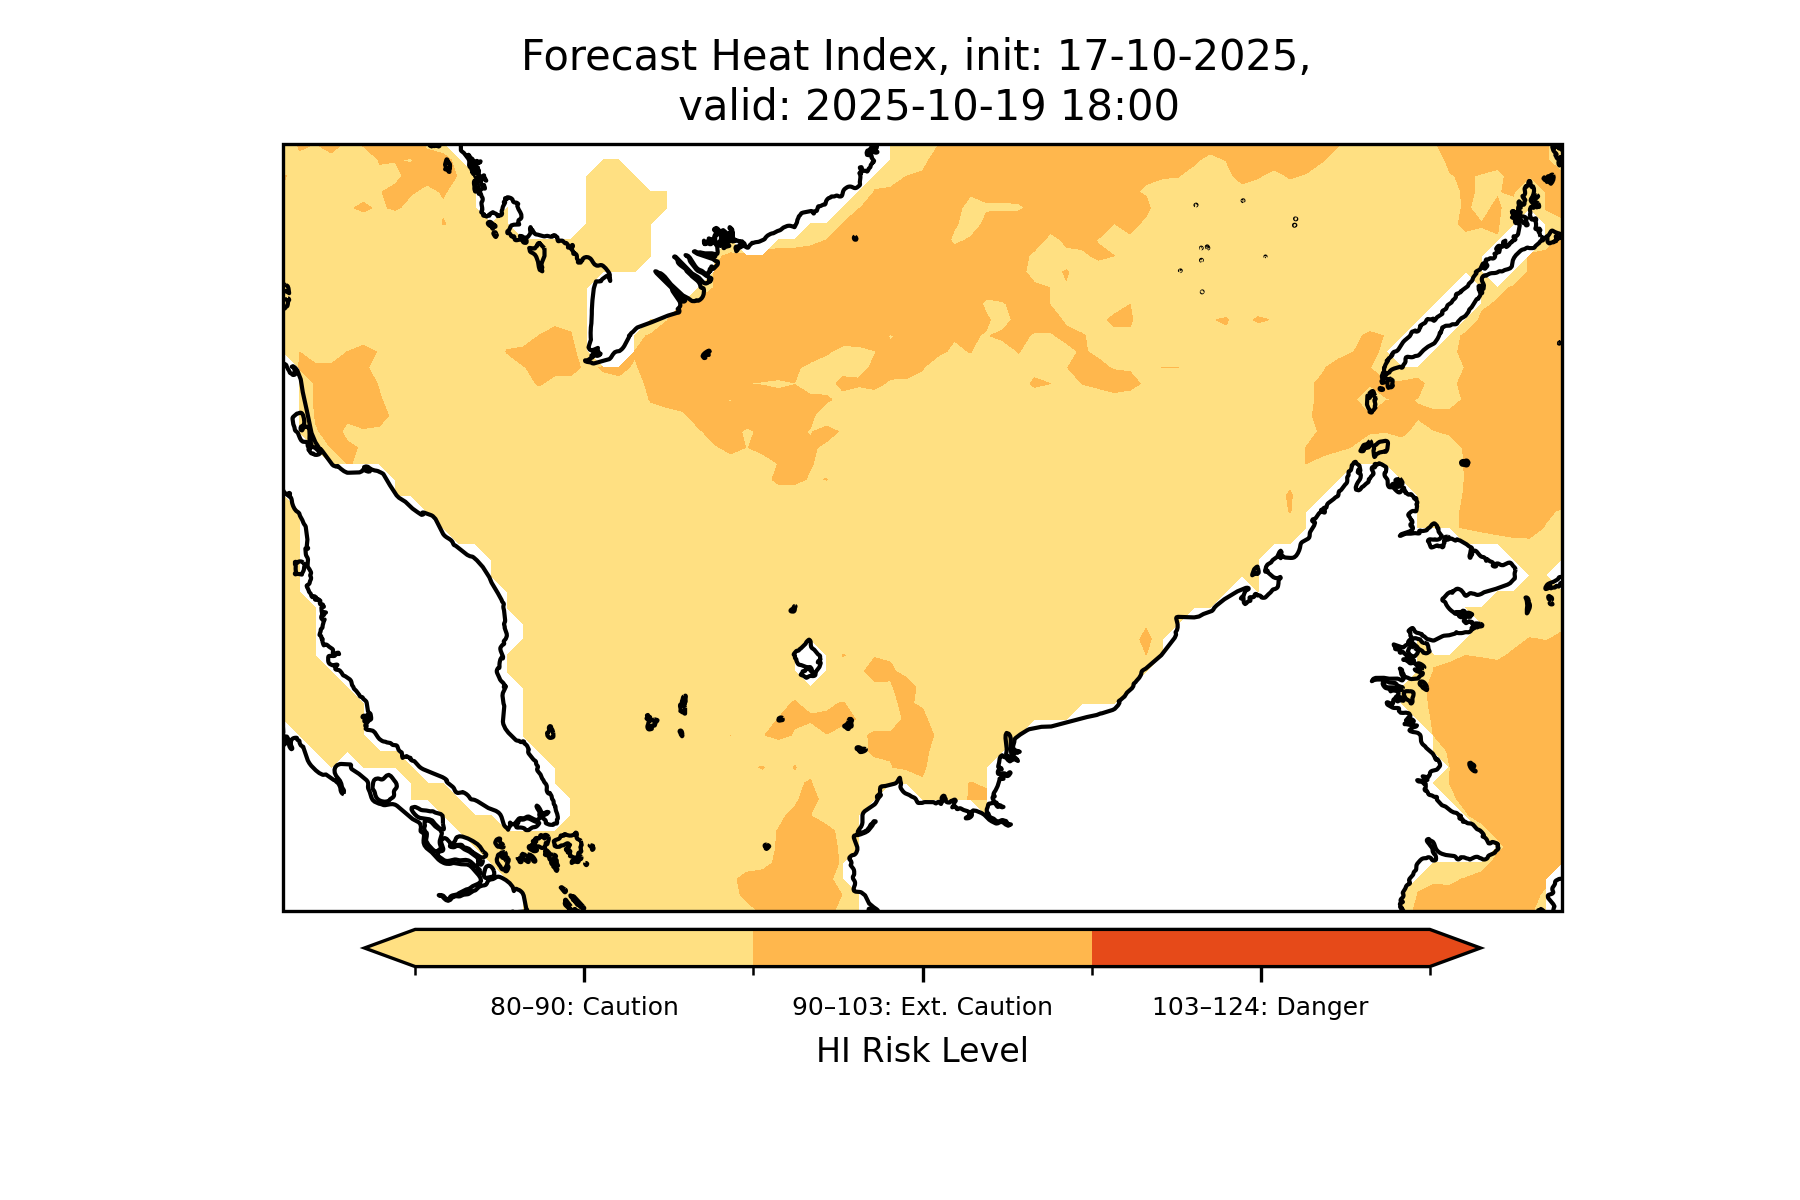 Forecast Heat Index, init: 17-10-2025,
valid: 2025-10-19 18:00
80–90: Caution
90–103: Ext. Caution
103–124: Danger
HI Risk Level